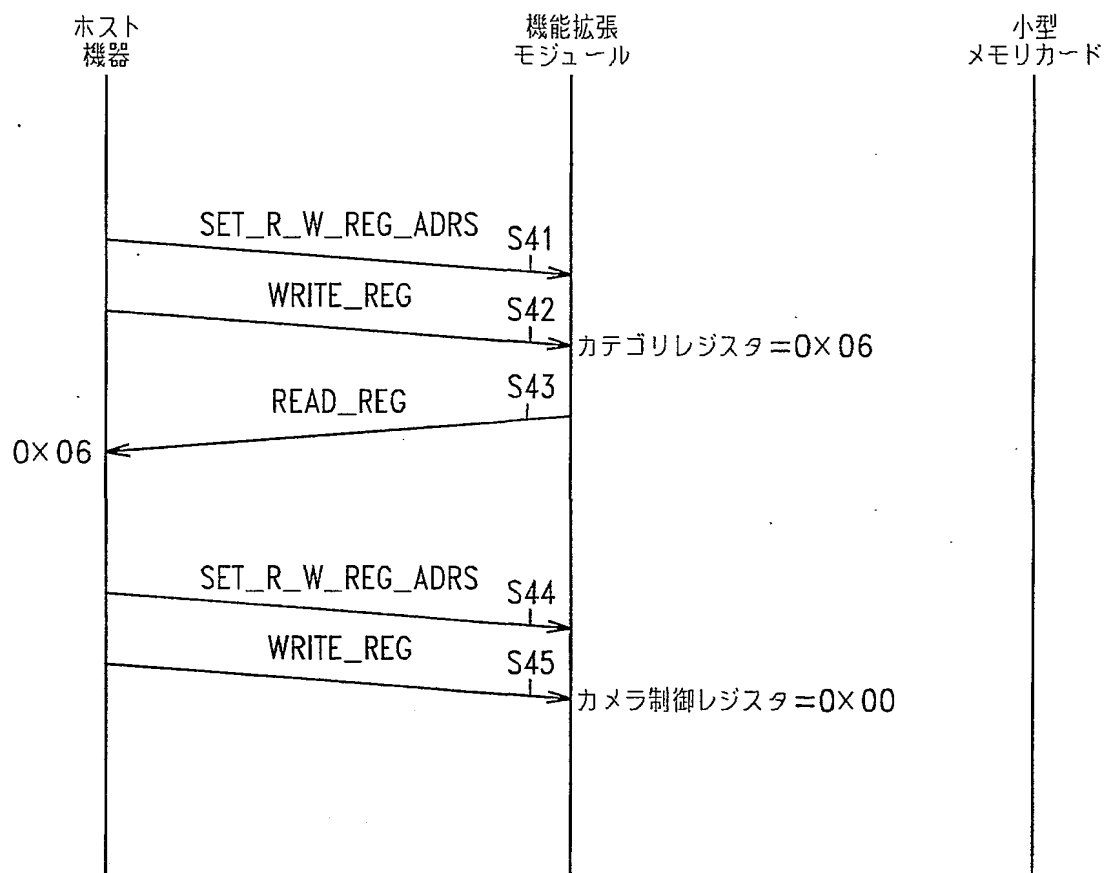 ホスト
機器
機能拡張
モジュール
小型
メモリカード
SET_R_W_REG_ADRS
S41
WRITE_REG
S42
カテゴリレジスタ=0×06
S43
READ_REG
0×06
SET_R_W_REG_ADRS
S44
WRITE_REG
S45
カメラ制御レジスタ=0×00